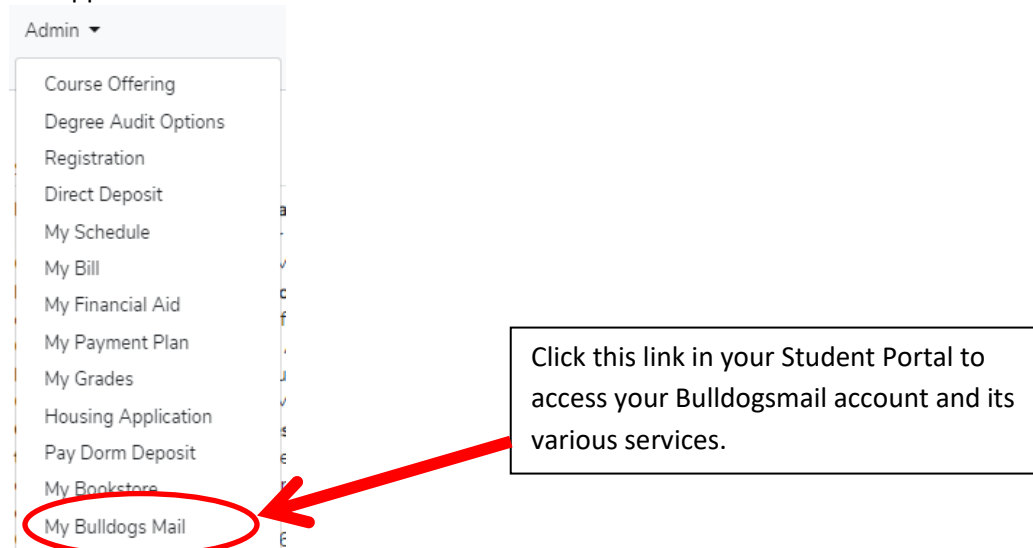 Admin
Course Offering
Degree Audit Options
Registration
Direct Deposit
My Schedule
My Bill
My Financial Aid
My Payment Plan
My Grades
Housing Application
Pay Dorm Deposit
My Bookstore
My Bulldogs Mail
Click this link in your Student Portal to
access your Bulldogsmail account and its
various services.